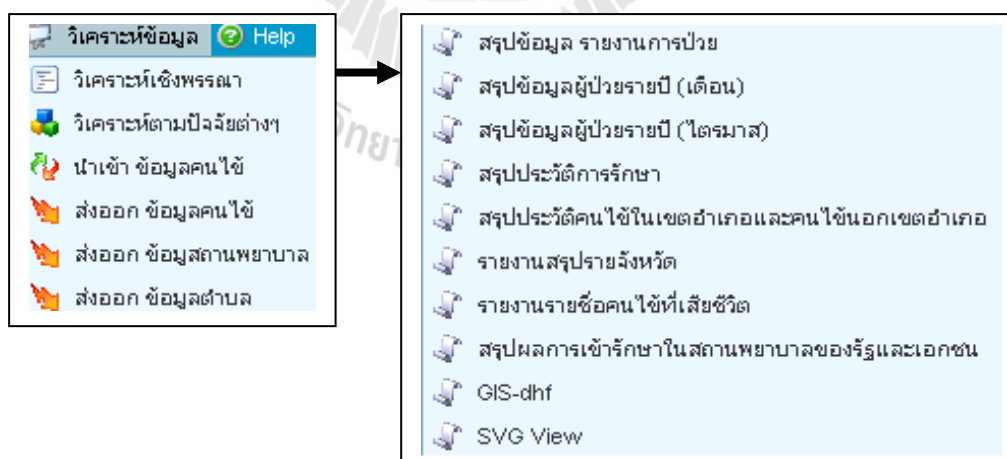 วิเคราะห์ข้อมูล Help
วิเคราะห์เชิงพรรณา
วิเคราะห์ตามปัจจัยต่างๆ
นำเข้า ข้อมูลคนไข้
ส่งออก ข้อมูลคนไข้
ส่งออก ข้อมูลสถานพยาบาล
ส่งออก ข้อมูลตำบล
สรุปข้อมูล รายงานการป่วย
สรุปข้อมูลผู้ป่วยรายปี (เดือน)
สรุปข้อมูลผู้ป่วยรายปี (ไตรมาส)
สรุปประวัติการรักษา
สรุปประวัติคนไข้ในเขตอำเภอและคนไข้นอกเขตอำเภอ
รายงานสรุปรายจังหวัด
รายงานรายชื่อคนไข้ที่เสียชีวิต
สรุปผลการเข้ารักษาในสถานพยาบาลของรัฐและเอกชน
GIS-dhf
SVG View